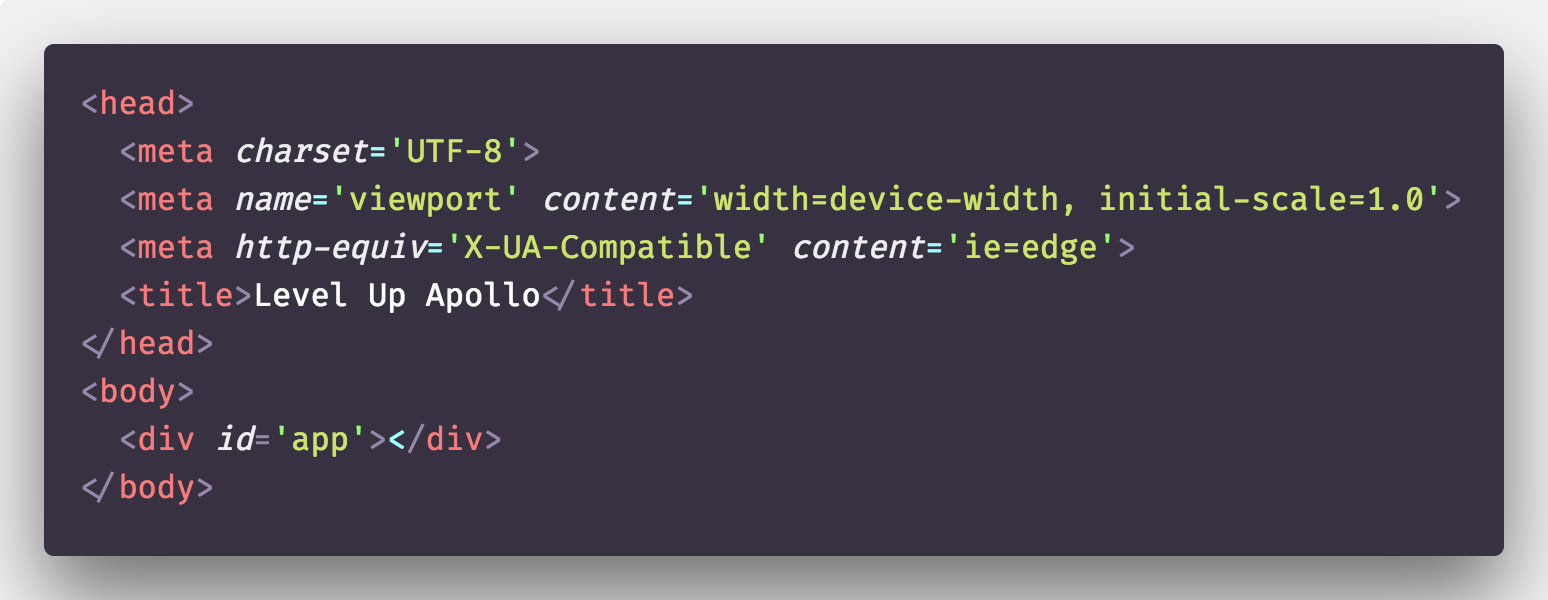 <head>
  <meta charset='UTF-8'>
  <meta name='viewport' content='width=device-width, initial-scale=1.0'>
  <meta http-equiv='X-UA-Compatible' content='ie=edge'>
  <title>Level Up Apollo</title>
</head>
<body>
  <div id='app'></div>
</body>